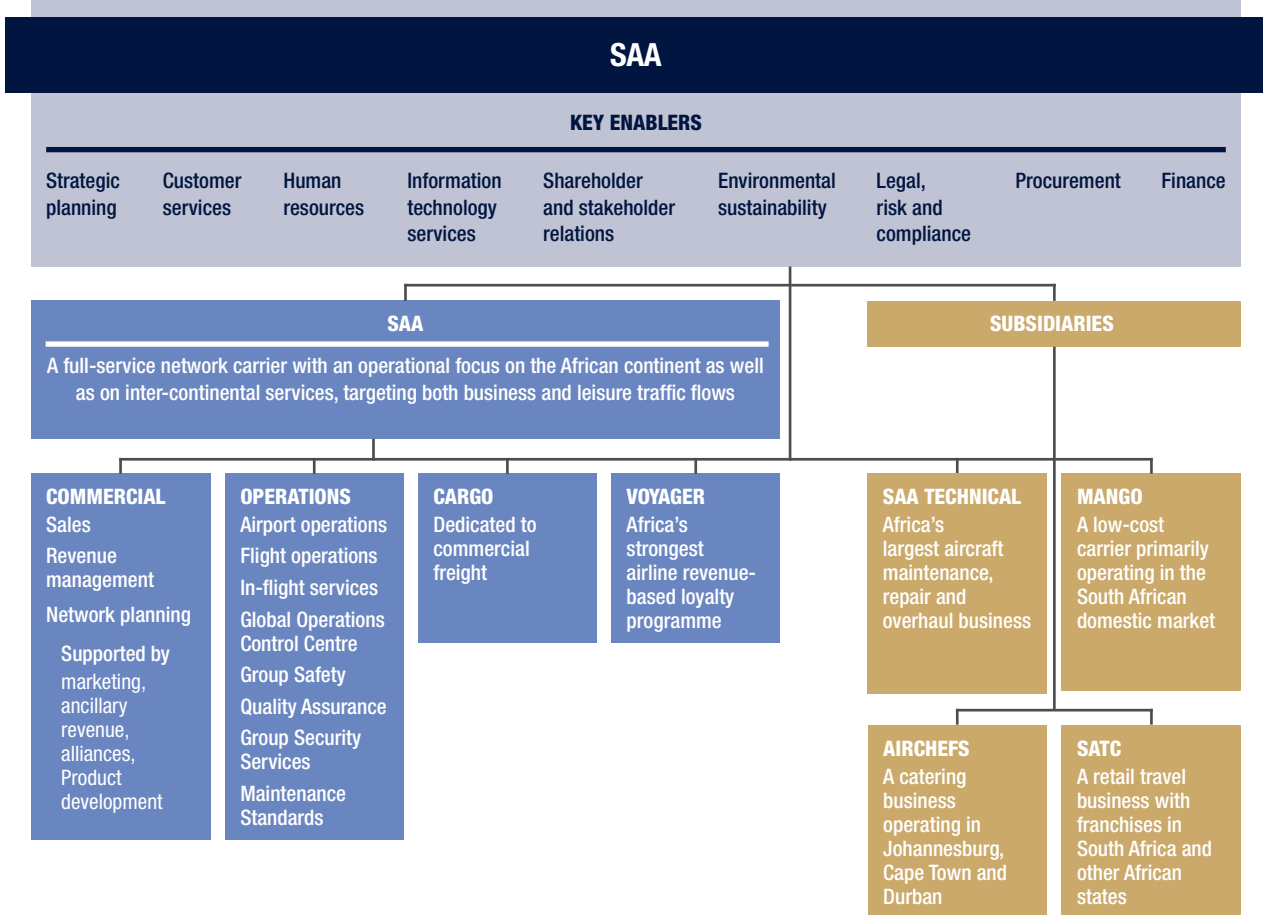 SAA
KEY ENABLERS
Strategic
planning
Customer
services
Human
resources
Information
technology
services
Shareholder
and stakeholder
relations
Environmental
sustainability
Legal,
risk and
compliance
Procurement
Finance
SAA
A full-service network carrier with an operational focus on the African continent as well
as on inter-continental services, targeting both business and leisure traffic flows
SUBSIDIARIES
COMMERCIAL
Sales
Revenue
management
Network planning
Supported by
marketing,
ancillary
revenue,
alliances,
Product
development
OPERATIONS
Airport operations
Flight operations
In-flight services
Global Operations
Control Centre
Group Safety
Quality Assurance
Group Security
Services
Maintenance
Standards
CARGO
Dedicated to
commercial
freight
VOYAGER
Africa's
strongest
airline revenue-
based loyalty
programme
SAA TECHNICAL
Africa's
largest aircraft
maintenance,
repair and
overhaul business
MANGO
A low-cost
carrier primarily
operating in the
South African
domestic market
AIRCHEFS
A catering
business
operating in
Johannesburg,
Cape Town and
Durban
SATC
A retail travel
business with
franchises in
South Africa and
other African
states